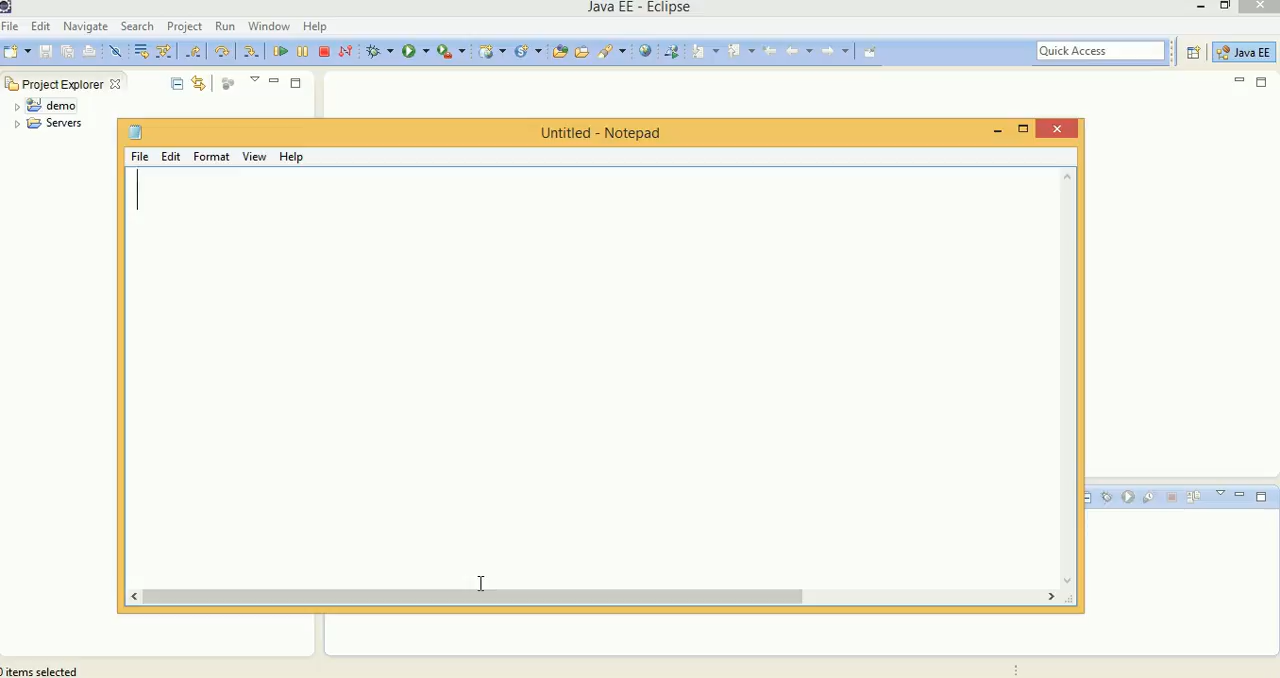 Java EE - Eclipse
File Edit Navigate Search Project Run Window Help
Quick Access
Java EE
Project Explorer
demo
Servers
Untitled - Notepad
File Edit Format View Help
0 items selected